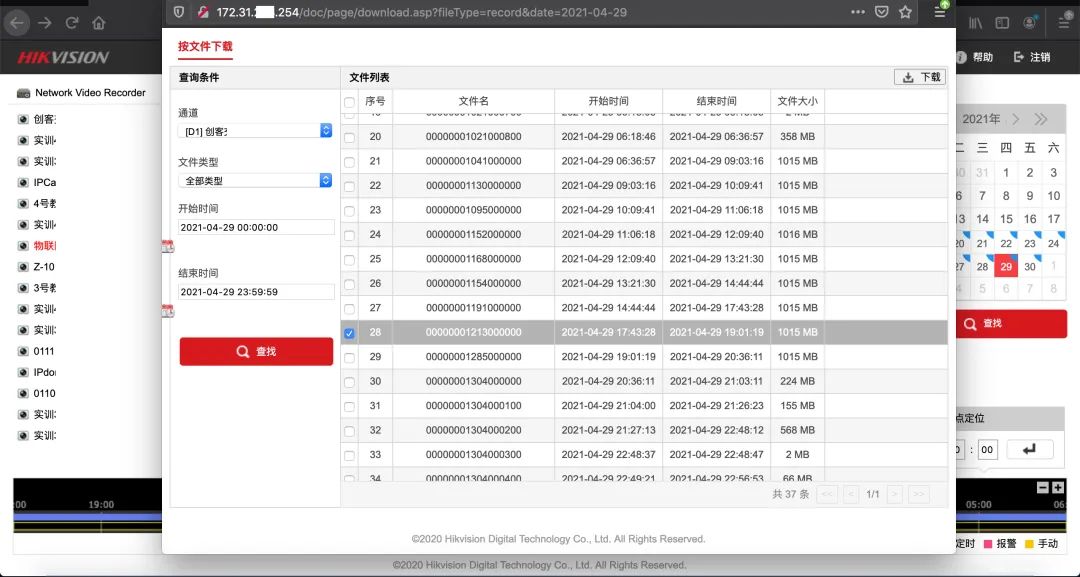 172.31. .254/doc/page/download.asp?fileType=record&date=2021-04-29
HIKVISION
帮助
注销
Network Video Recorder
创客
实训
实训
IPCa
4号教
实训
物联
Z-10
3号教
实训
实训
0111
IPdo
0110
实训
实训
按文件下载
查询条件
通道
[D1] 创客
文件类型
全部类型
开始时间
2021-04-29 00:00:00
结束时间
2021-04-29 23:59:59
查找
文件列表
下载
序号 文件名 开始时间 结束时间 文件大小
20 00000001021000800 2021-04-29 06:18:46 2021-04-29 06:36:57 358 MB
21 00000001041000000 2021-04-29 06:36:57 2021-04-29 09:03:16 1015 MB
22 00000001130000000 2021-04-29 09:03:16 2021-04-29 10:09:41 1015 MB
23 00000001095000000 2021-04-29 10:09:41 2021-04-29 11:06:18 1015 MB
24 00000001152000000 2021-04-29 11:06:18 2021-04-29 12:09:40 1016 MB
25 00000001168000000 2021-04-29 12:09:40 2021-04-29 13:21:30 1015 MB
26 00000001154000000 2021-04-29 13:21:30 2021-04-29 14:44:44 1015 MB
27 00000001191000000 2021-04-29 14:44:44 2021-04-29 17:43:28 1015 MB
28 00000001213000000 2021-04-29 17:43:28 2021-04-29 19:01:19 1015 MB
29 00000001285000000 2021-04-29 19:01:19 2021-04-29 20:36:11 1015 MB
30 00000001304000000 2021-04-29 20:36:11 2021-04-29 21:03:11 224 MB
31 00000001304000100 2021-04-29 21:04:00 2021-04-29 21:26:23 155 MB
32 00000001304000200 2021-04-29 21:27:13 2021-04-29 22:48:12 568 MB
33 00000001304000300 2021-04-29 22:48:37 2021-04-29 22:48:47 2 MB
34 00000001304000400 2021-04-29 22:49:21 2021-04-29 22:56:53 66 MB
共 37 条 << < 1/1 > >>
©2020 Hikvision Digital Technology Co., Ltd. All Rights Reserved.
2021年
二 三 四 五 六
30 31 1 2 3
6 7 8 9 10
13 14 15 16 17
20 21 22 23 24
27 28 29 30 1
4 5 6 7 8
查找
点定位
0 : 00
:00 19:00 05:00 06:
定时 报警 手动
©2020 Hikvision Digital Technology Co., Ltd. All Rights Reserved.